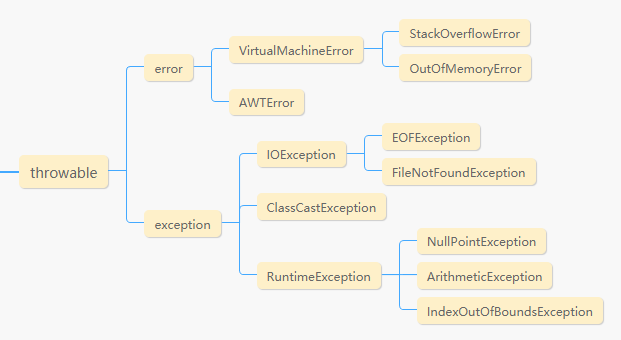 throwable
error
VirtualMachineError
StackOverflowError
OutOfMemoryError
AWTError
exception
IOException
EOFException
FileNotFoundException
ClassCastException
RuntimeException
NullPointException
ArithmeticException
IndexOutOfBoundsException